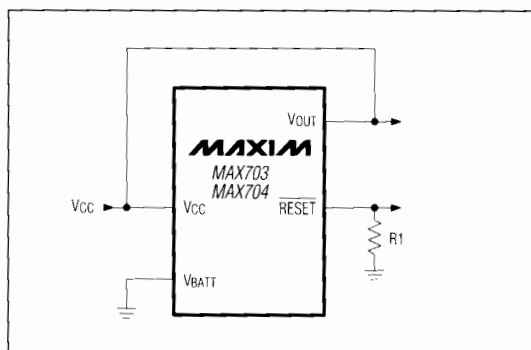 VOUT
MAXIM
MAX703
MAX704
VCC
VCC
RESET
R1
VBATT